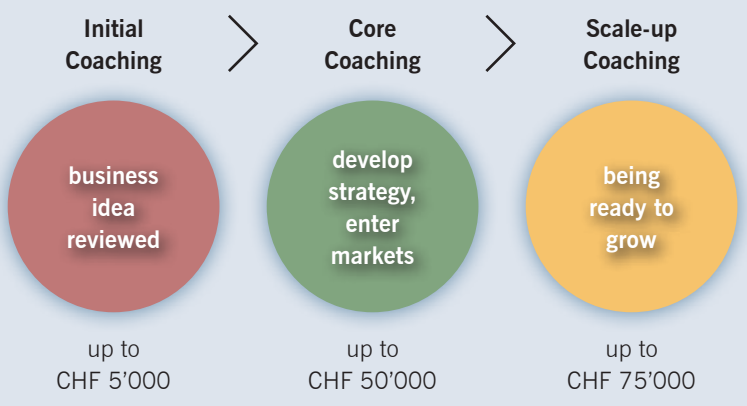 Initial
Coaching
Core
Coaching
Scale-up
Coaching
business
idea
reviewed
develop
strategy,
enter
markets
being
ready to
grow
up to
CHF 5'000
up to
CHF 50'000
up to
CHF 75'000